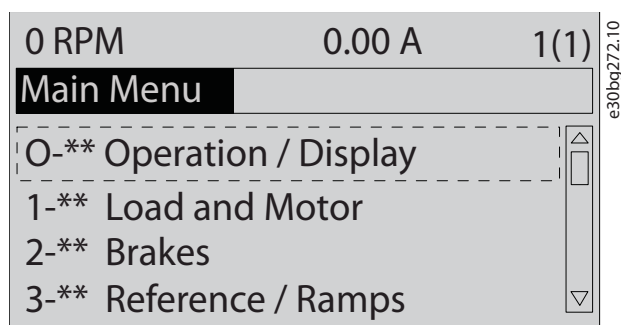 0 RPM 0.00 A 1(1)
Main Menu
O-** Operation / Display
1-** Load and Motor
2-** Brakes
3-** Reference / Ramps
e30bq272.10